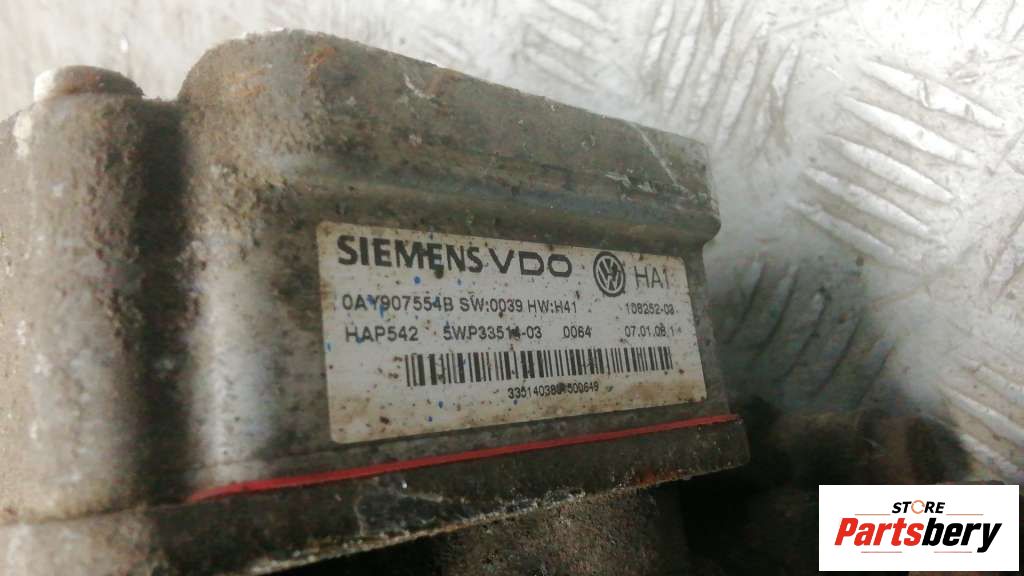 SIEMENS VDO VW HA1
0AY907554B SW:0039 HW:H41 108252-03
HAP542 5WP33514-03 0064 07.01.08.1
STORE
Partsbery